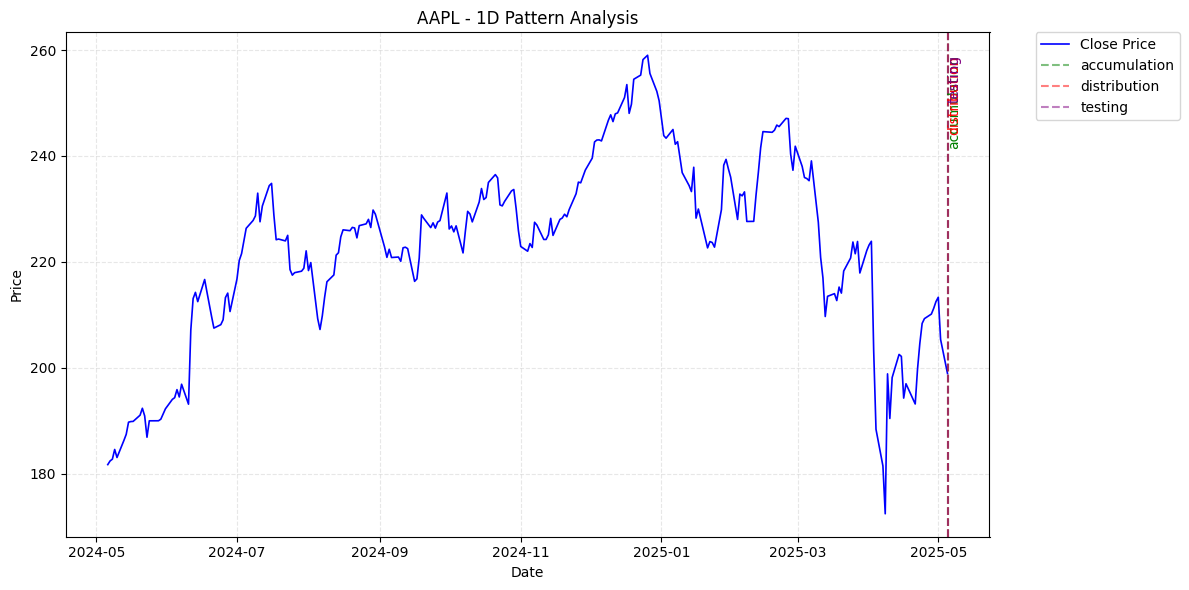 AAPL - 1D Pattern Analysis
Price
260
240
220
200
180
2024-05
2024-07
2024-09
2024-11
2025-01
2025-03
2025-05
Date
Close Price
accumulation
distribution
testing
testing